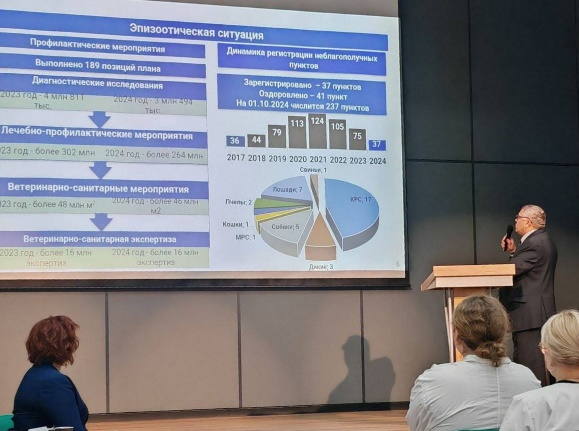 Эпизоотическая ситуация
Профилактические мероприятия
Выполнено 189 позиций плана
Диагностические исследования
2023 год - 4 млн 811
тыс.
2024 год - 3 млн 494
тыс.
Лечебно-профилактические мероприятия
2023 год - более 302 млн
2024 год - более 264 млн
Ветеринарно-санитарные мероприятия
2023 год - более 48 млн м²
2024 год - более 46 млн
м2
Ветеринарно-санитарная экспертиза
2023 год - более 16 млн
экспертиз
2024 год - более 16 млн
экспертиз
Динамика регистрации неблагополучных
пунктов
Зарегистрировано – 37 пунктов
Оздоровлено – 41 пункт
На 01.10.2024 числится 237 пунктов
36 44 79 113 124 105 75 37
2017 2018 2019 2020 2021 2022 2023 2024
Свиньи; 1
Лошади; 7
КРС; 17
Пчелы; 2
Кошки; 1
Собаки; 5
МРС; 1
Дикие; 3